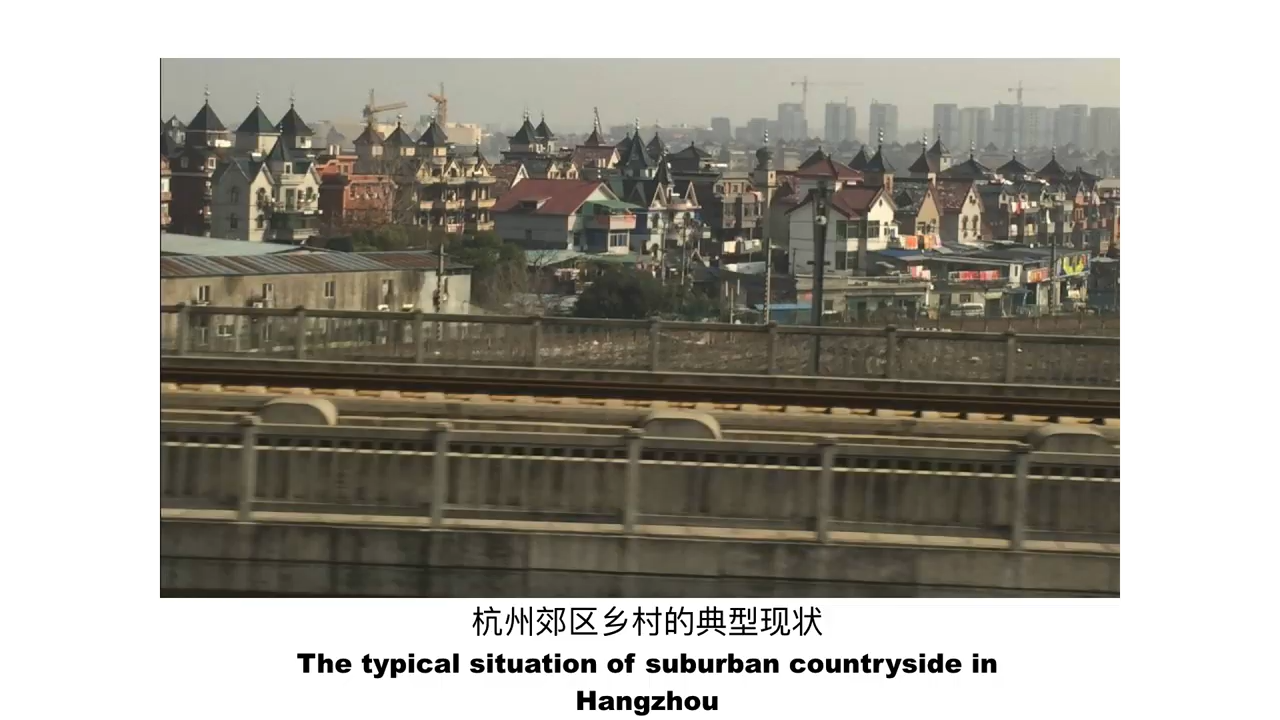 杭州郊区乡村的典型现状
The typical situation of suburban countryside in
Hangzhou